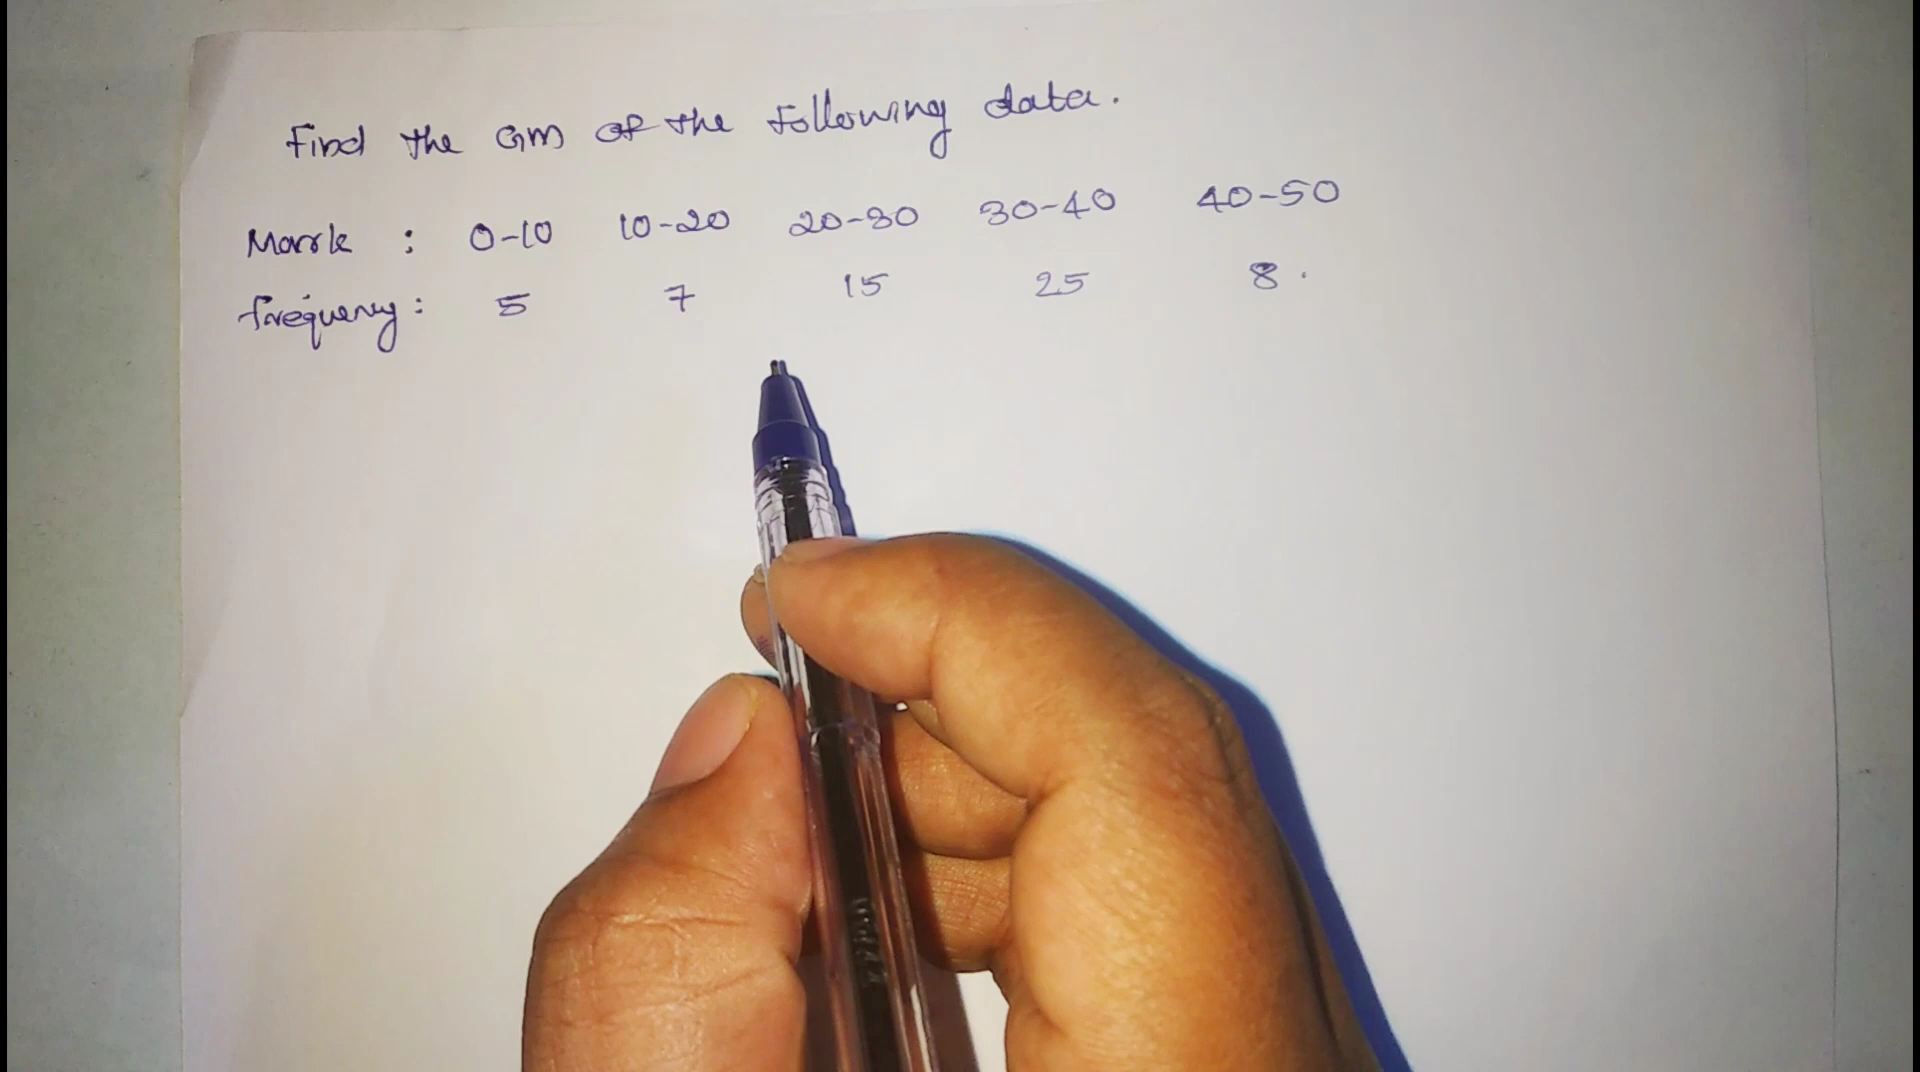 Find the GM of the following data.
Mark : 0-10 10-20 20-30 30-40 40-50
frequency: 5 7 15 25 8.